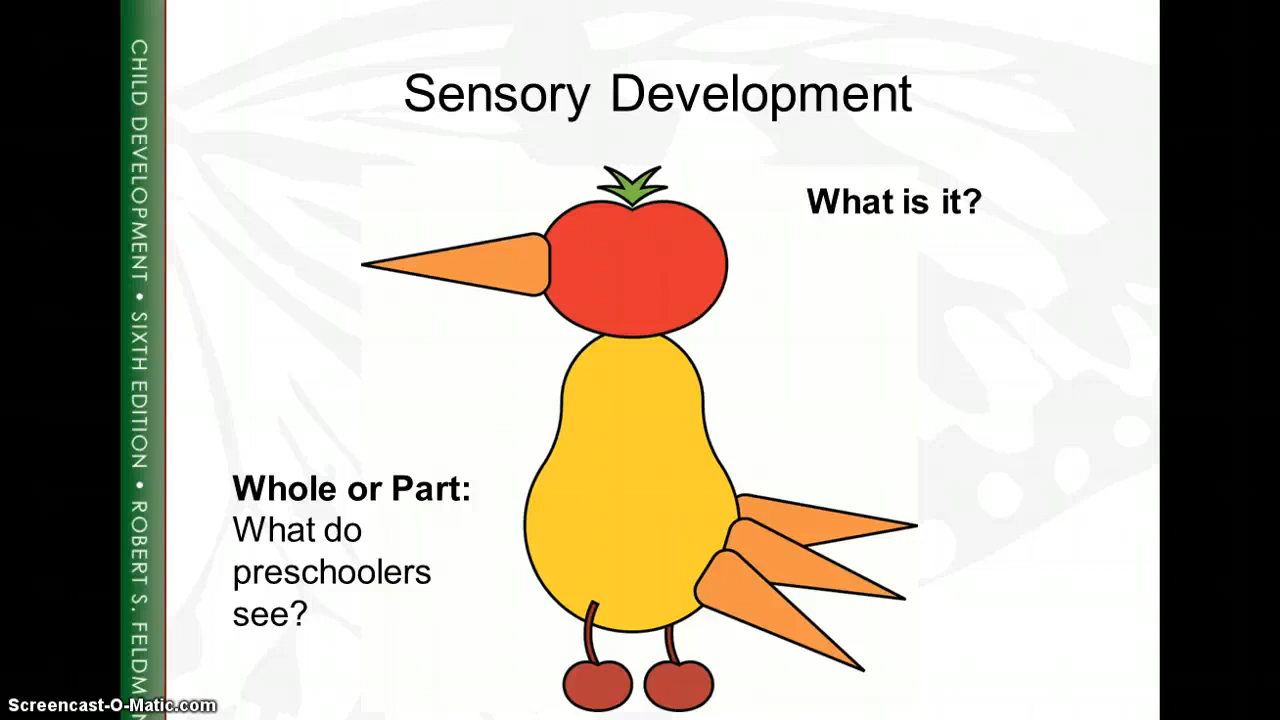 Sensory Development
What is it?
Whole or Part:
What do
preschoolers
see?
CHILD DEVELOPMENT • SIXTH EDITION • ROBERT S.
Screencast-O-Matic.com